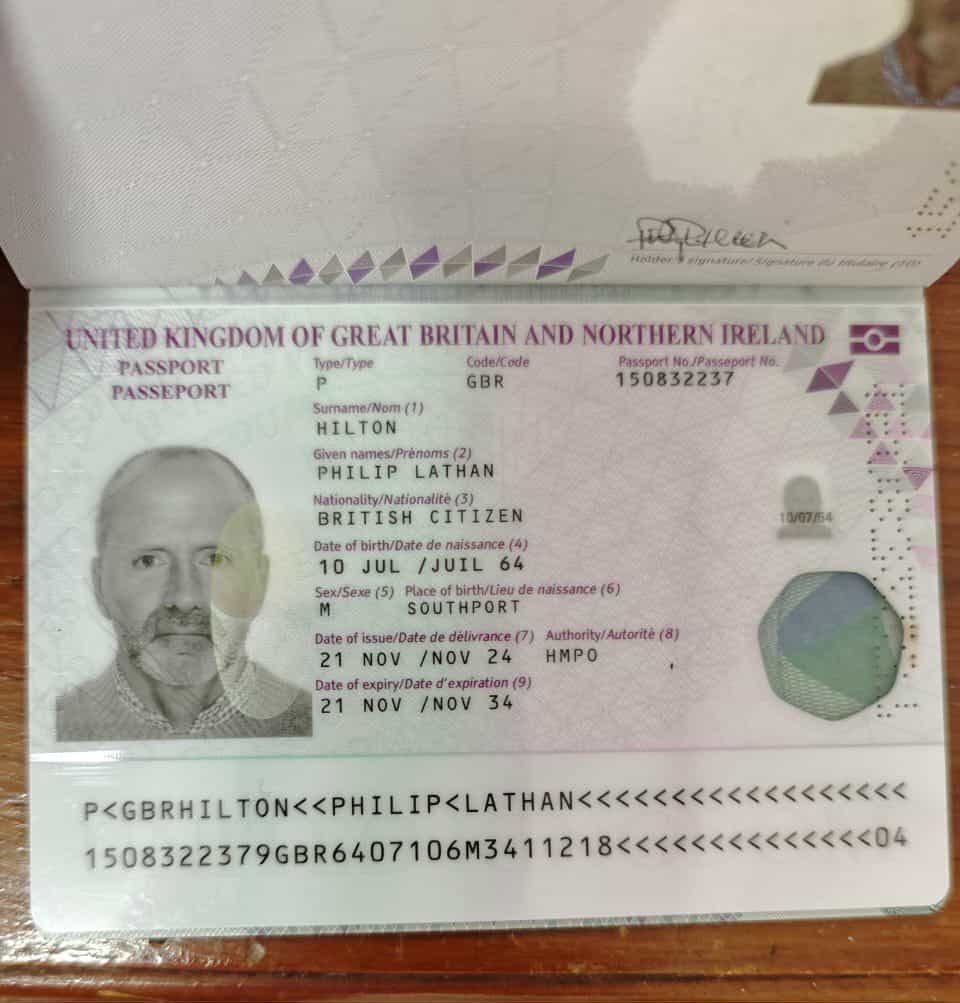 Holder's signature/Signature du titulaire (10)
UNITED KINGDOM OF GREAT BRITAIN AND NORTHERN IRELAND
PASSPORT
PASSEPORT
Type/Type Code/Code Passport No./Passeport No.
P GBR 150832237
Surname/Nom (1)
HILTON
Given names/Prénoms (2)
PHILIP LATHAN
Nationality/Nationalité (3)
BRITISH CITIZEN
10/07/64
Date of birth/Date de naissance (4)
10 JUL /JUIL 64
Sex/Sexe (5) Place of birth/Lieu de naissance (6)
M SOUTHPORT
Date of issue/Date de délivrance (7) Authority/Autorité (8)
21 NOV /NOV 24 HMPO
Date of expiry/Date d'expiration (9)
21 NOV /NOV 34
P<GBRHILTON<<PHILIP<LATHAN<<<<<<<<<<<<<<<<<<
1508322379GBR6407106M3411218<<<<<<<<<<<<<<04